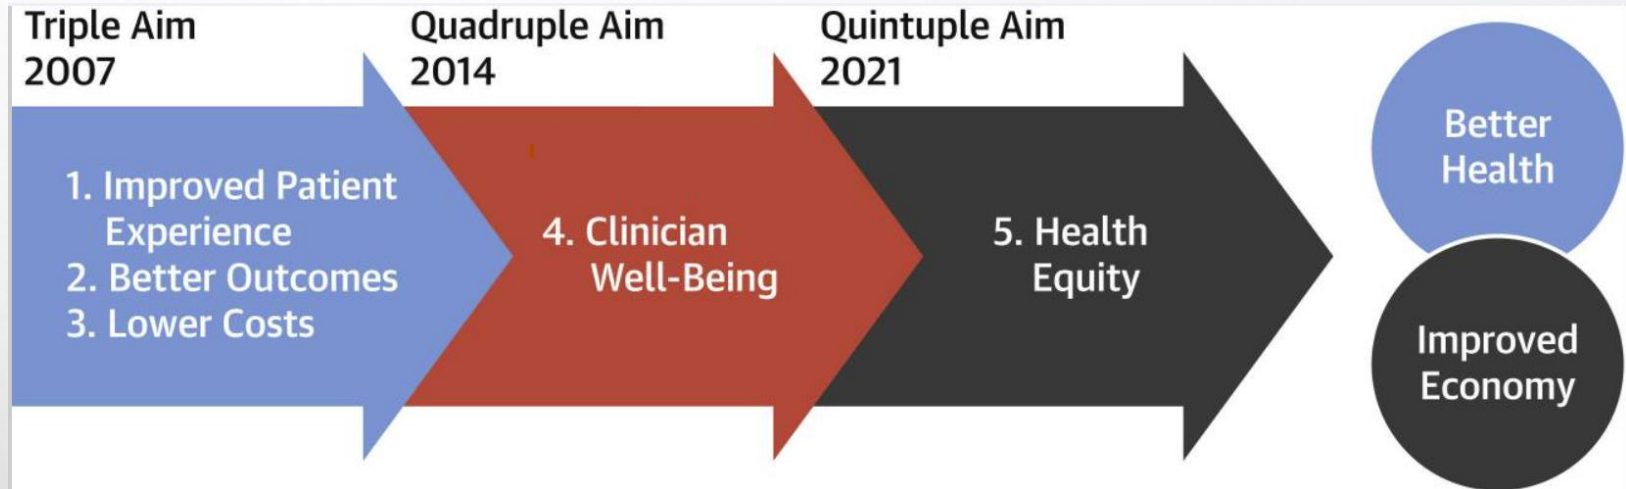 Triple Aim
2007
Quadruple Aim
2014
Quintuple Aim
2021
1. Improved Patient
Experience
2. Better Outcomes
3. Lower Costs
4. Clinician
Well-Being
5. Health
Equity
Better
Health
Improved
Economy